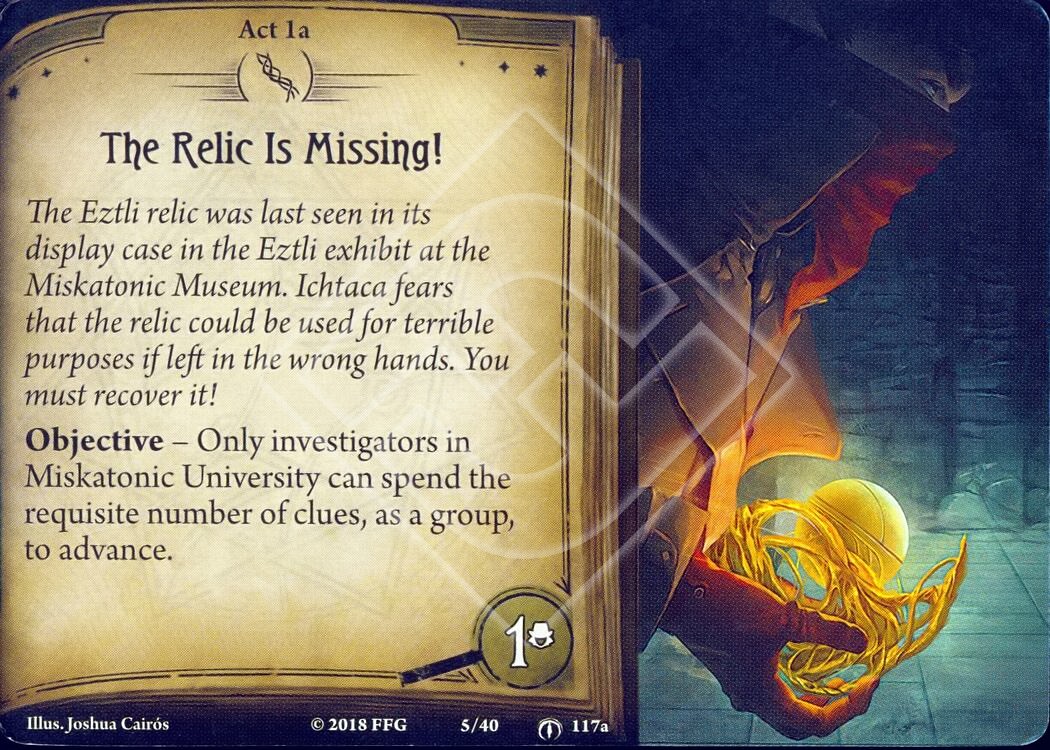 Act 1a
The Relic Is Missing!
The Eztli relic was last seen in its
display case in the Eztli exhibit at the
Miskatonic Museum. Ichtaca fears
that the relic could be used for terrible
purposes if left in the wrong hands. You
must recover it!
Objective – Only investigators in
Miskatonic University can spend the
requisite number of clues, as a group,
to advance.
1
Illus. Joshua Cairós © 2018 FFG 5/40 117a